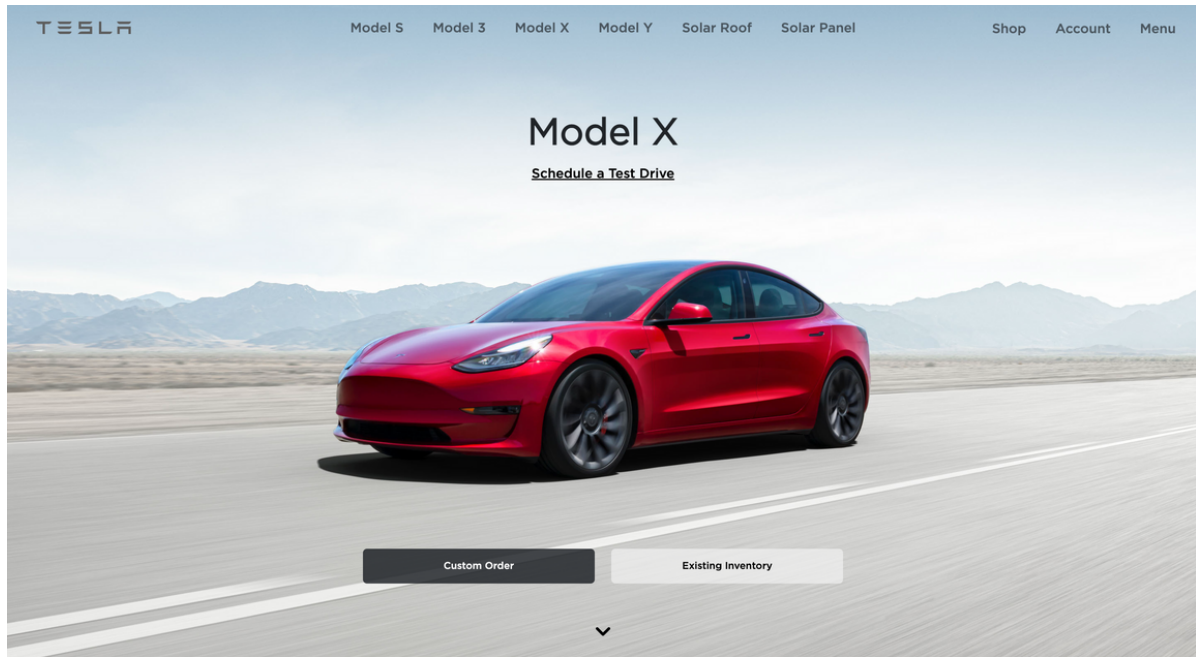 TESLA
Model S Model 3 Model X Model Y Solar Roof Solar Panel
Shop Account Menu
Model X
Schedule a Test Drive
Custom Order
Existing Inventory